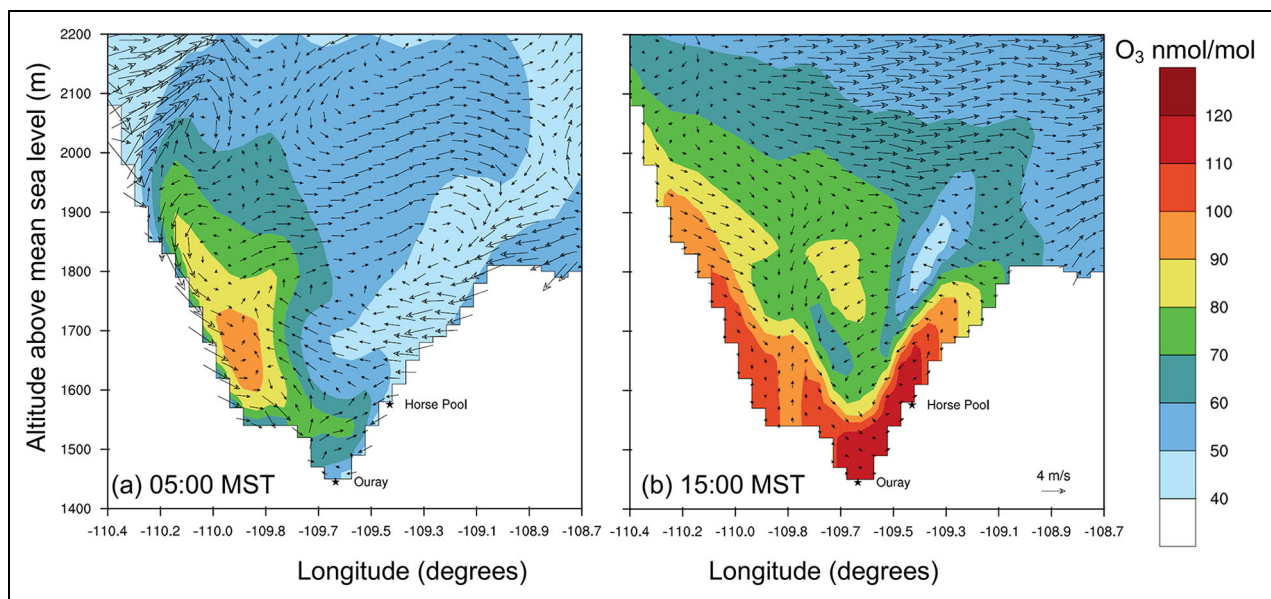 Altitude above mean sea level (m)
2200
2100
2000
1900
1800
1700
1600
1500
1400
-110.4 -110.2 -110.0 -109.8 -109.6 -109.4 -109.3 -109.1 -108.9 -108.7
Longitude (degrees)
Horse Pool
Ouray
(a) 05:00 MST
-110.4 -110.2 -110.0 -109.8 -109.6 -109.4 -109.3 -109.1 -108.9 -108.7
Longitude (degrees)
Horse Pool
Ouray
(b) 15:00 MST
4 m/s
O3 nmol/mol
120
110
100
90
80
70
60
50
40